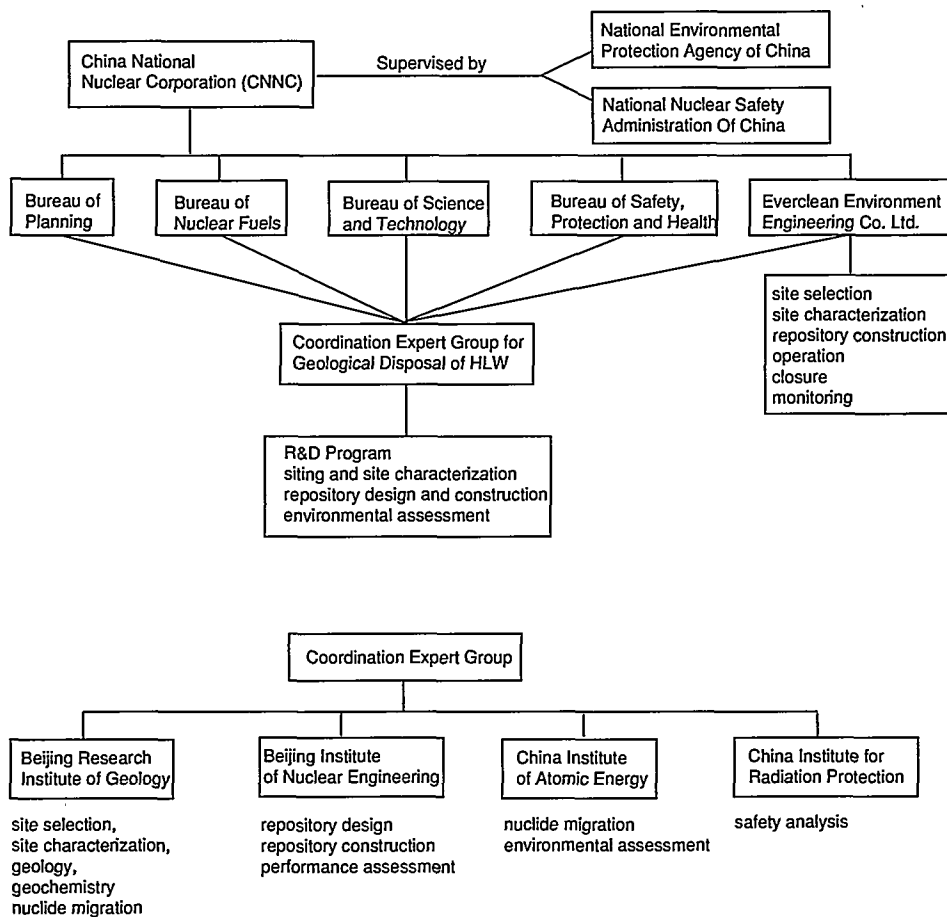 China National
Nuclear Corporation (CNNC)
Supervised by
National Environmental
Protection Agency of China
National Nuclear Safety
Administration Of China
Bureau of
Planning
Bureau of
Nuclear Fuels
Bureau of Science
and Technology
Bureau of Safety,
Protection and Health
Everclean Environment
Engineering Co. Ltd.
site selection
site characterization
repository construction
operation
closure
monitoring
Coordination Expert Group for
Geological Disposal of HLW
R&D Program
siting and site characterization
repository design and construction
environmental assessment
Coordination Expert Group
Beijing Research
Institute of Geology
site selection,
site characterization,
geology,
geochemistry
nuclide migration
Beijing Institute
of Nuclear Engineering
repository design
repository construction
performance assessment
China Institute
of Atomic Energy
nuclide migration
environmental assessment
China Institute for
Radiation Protection
safety analysis